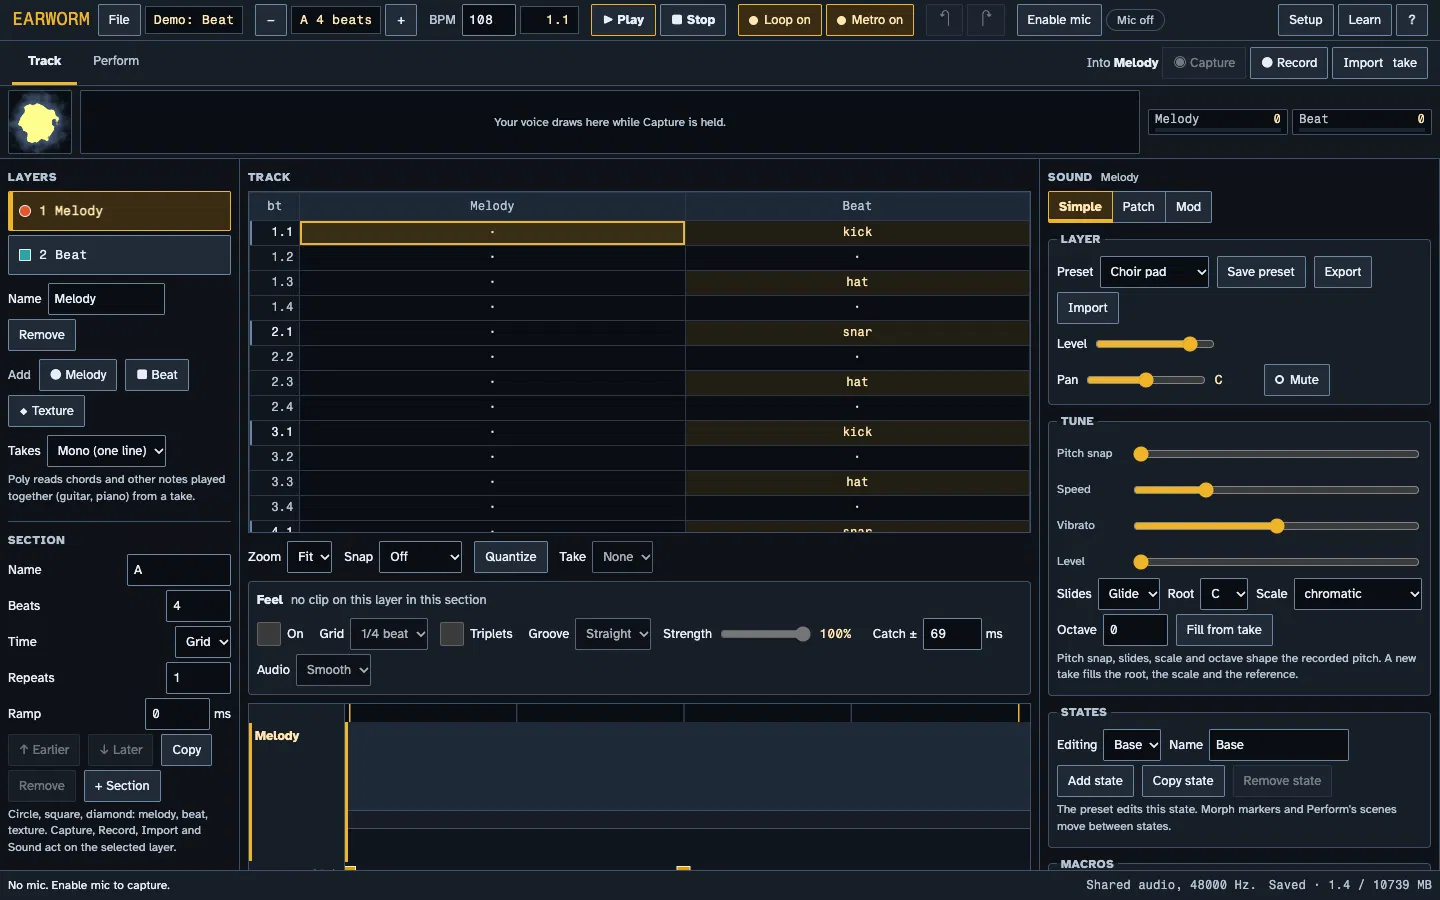 EARWORM File Demo: Beat − A 4 beats + BPM 108 1.1 Play Stop Loop on Metro on Enable mic Mic off Setup Learn ?
Track Perform Into Melody Capture Record Import take
Your voice draws here while Capture is held.
Melody 0 Beat 0
LAYERS
1 Melody
2 Beat
Name Melody
Remove
Add Melody Beat
Texture
Takes Mono (one line)
Poly reads chords and other notes played
together (guitar, piano) from a take.
SECTION
Name A
Beats 4
Time Grid
Repeats 1
Ramp 0 ms
↑ Earlier ↓ Later Copy
Remove + Section
Circle, square, diamond: melody, beat,
texture. Capture, Record, Import and
Sound act on the selected layer.
TRACK
bt Melody Beat
1.1 · kick
1.2 · ·
1.3 · hat
1.4 · ·
2.1 · snar
2.2 · ·
2.3 · hat
2.4 · ·
3.1 · kick
3.2 · ·
3.3 · hat
3.4 · ·
4.1 · snar
Zoom Fit Snap Off Quantize Take None
Feel no clip on this layer in this section
On Grid 1/4 beat Triplets Groove Straight Strength 100% Catch ± 69 ms
Audio Smooth
Melody
SOUND Melody
Simple Patch Mod
LAYER
Preset Choir pad Save preset Export
Import
Level
Pan C Mute
TUNE
Pitch snap
Speed
Vibrato
Level
Slides Glide Root C Scale chromatic
Octave 0 Fill from take
Pitch snap, slides, scale and octave shape the recorded pitch. A new
take fills the root, the scale and the reference.
STATES
Editing Base Name Base
Add state Copy state Remove state
The preset edits this state. Morph markers and Perform's scenes
move between states.
MACROS
No mic. Enable mic to capture.
Shared audio, 48000 Hz. Saved · 1.4 / 10739 MB